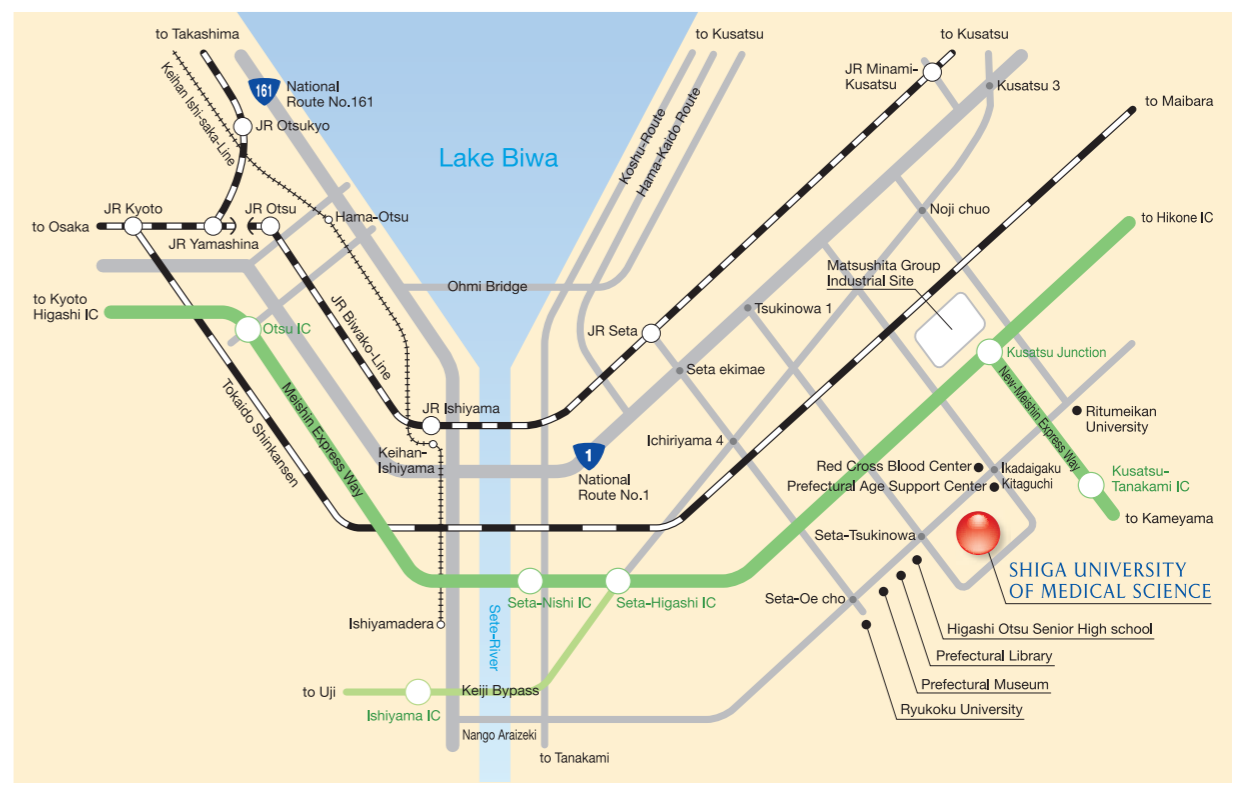 to Takashima
to Kusatsu
to Kusatsu
JR Minami-
Kusatsu
Keihan Ishi-saka-Line
161
National
Route No.161
Kusatsu 3
to Maibara
JR Otsukyo
Lake Biwa
Koshu-Route
Hama-Kaido Route
JR Kyoto
JR Otsu
Hama-Otsu
Noji chuo
to Osaka
JR Yamashina
to Hikone IC
Matsushita Group
Industrial Site
Ohmi Bridge
to Kyoto
Higashi IC
Otsu IC
JR Biwako-Line
Tsukinowa 1
JR Seta
Kusatsu Junction
Seta ekimae
New-Meishin Express Way
Tokaido Shinkansen
Meishin Express Way
JR Ishiyama
Ritumeikan
University
Ichiriyama 4
Keihan-
Ishiyama
1
National
Route No.1
Red Cross Blood Center
Ikadaigaku
Kitaguchi
Prefectural Age Support Center
Kusatsu-
Tanakami IC
to Kameyama
Seta-Tsukinowa
SHIGA UNIVERSITY
OF MEDICAL SCIENCE
Seta-Nishi IC
Seta-Higashi IC
Seta-Oe cho
Ishiyamadera
Sete-River
Higashi Otsu Senior High school
Prefectural Library
Prefectural Museum
Ryukoku University
to Uji
Keiji Bypass
Ishiyama IC
Nango Araizeki
to Tanakami